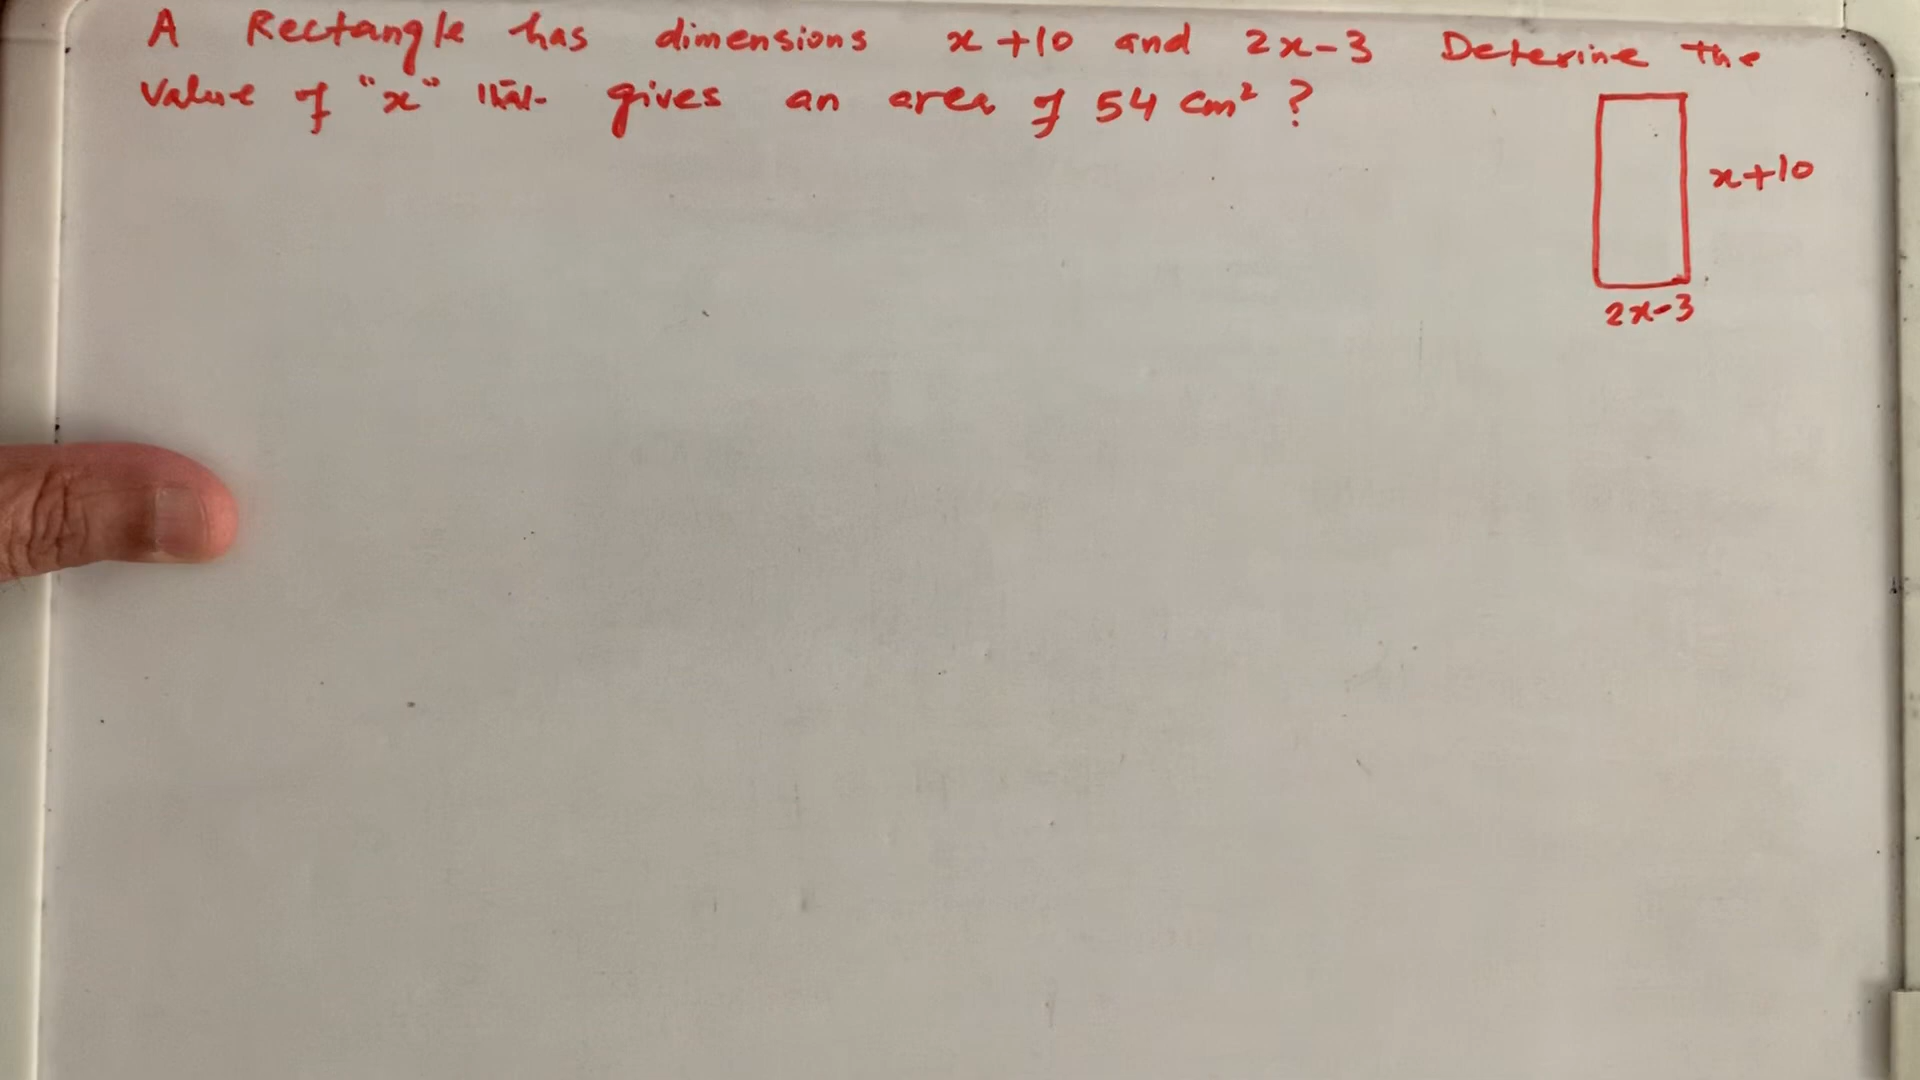 A Rectangle has dimensions x+10 and 2x-3 Deterine the
value of "x" that gives an area of 54 cm² ?
x+10
2x-3